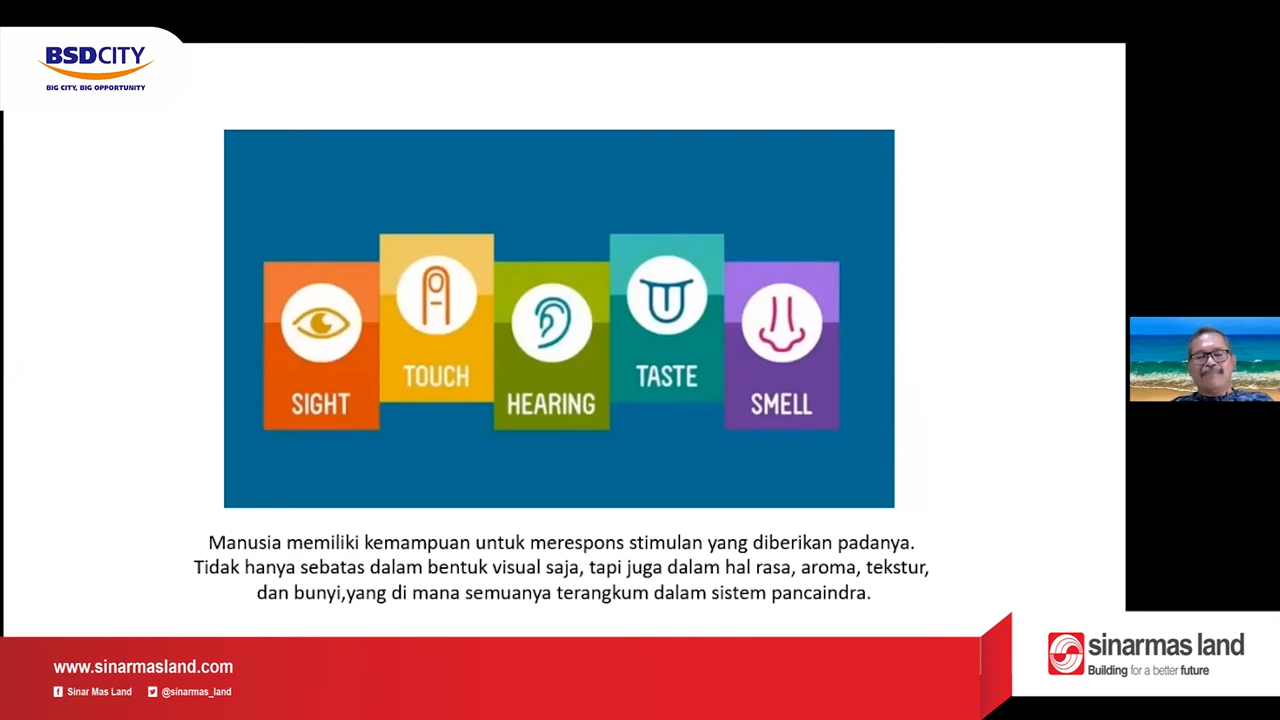 BSDCITY
BIG CITY, BIG OPPORTUNITY
SIGHT
TOUCH
HEARING
TASTE
SMELL
Manusia memiliki kemampuan untuk merespons stimulan yang diberikan padanya.
Tidak hanya sebatas dalam bentuk visual saja, tapi juga dalam hal rasa, aroma, tekstur,
dan bunyi,yang di mana semuanya terangkum dalam sistem pancaindra.
www.sinarmasland.com
Sinar Mas Land @sinarmas_land
sinarmas land
Building for a better future